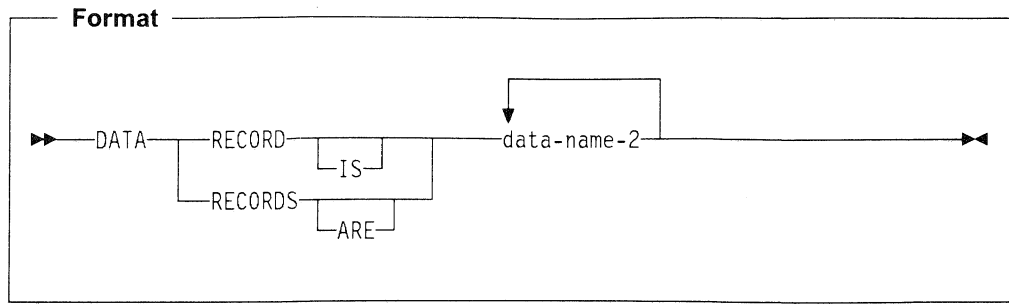 Format
DATA RECORD data-name-2
IS
RECORDS
ARE